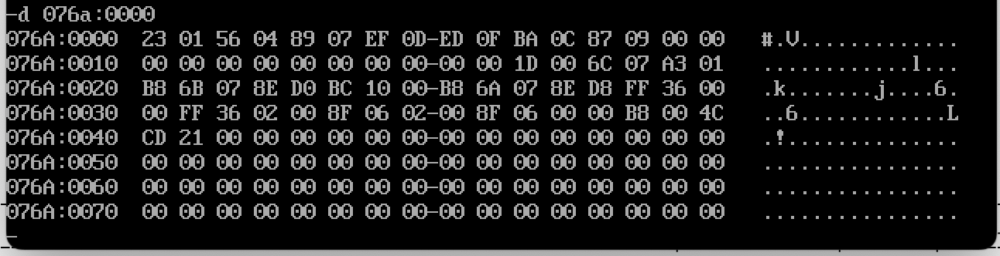 -d 076a:0000
076A:0000  23 01 56 04 89 07 EF 0D-ED 0F BA 0C 87 09 00 00   #.V.............
076A:0010  00 00 00 00 00 00 00 00-00 00 1D 00 6C 07 A3 01   ............l...
076A:0020  B8 6B 07 8E D0 BC 10 00-B8 6A 07 8E D8 FF 36 00   .k.......j....6.
076A:0030  00 FF 36 02 00 8F 06 02-00 8F 06 00 00 B8 00 4C   ..6............L
076A:0040  CD 21 00 00 00 00 00 00-00 00 00 00 00 00 00 00   .!..............
076A:0050  00 00 00 00 00 00 00 00-00 00 00 00 00 00 00 00   ................
076A:0060  00 00 00 00 00 00 00 00-00 00 00 00 00 00 00 00   ................
076A:0070  00 00 00 00 00 00 00 00-00 00 00 00 00 00 00 00   ................